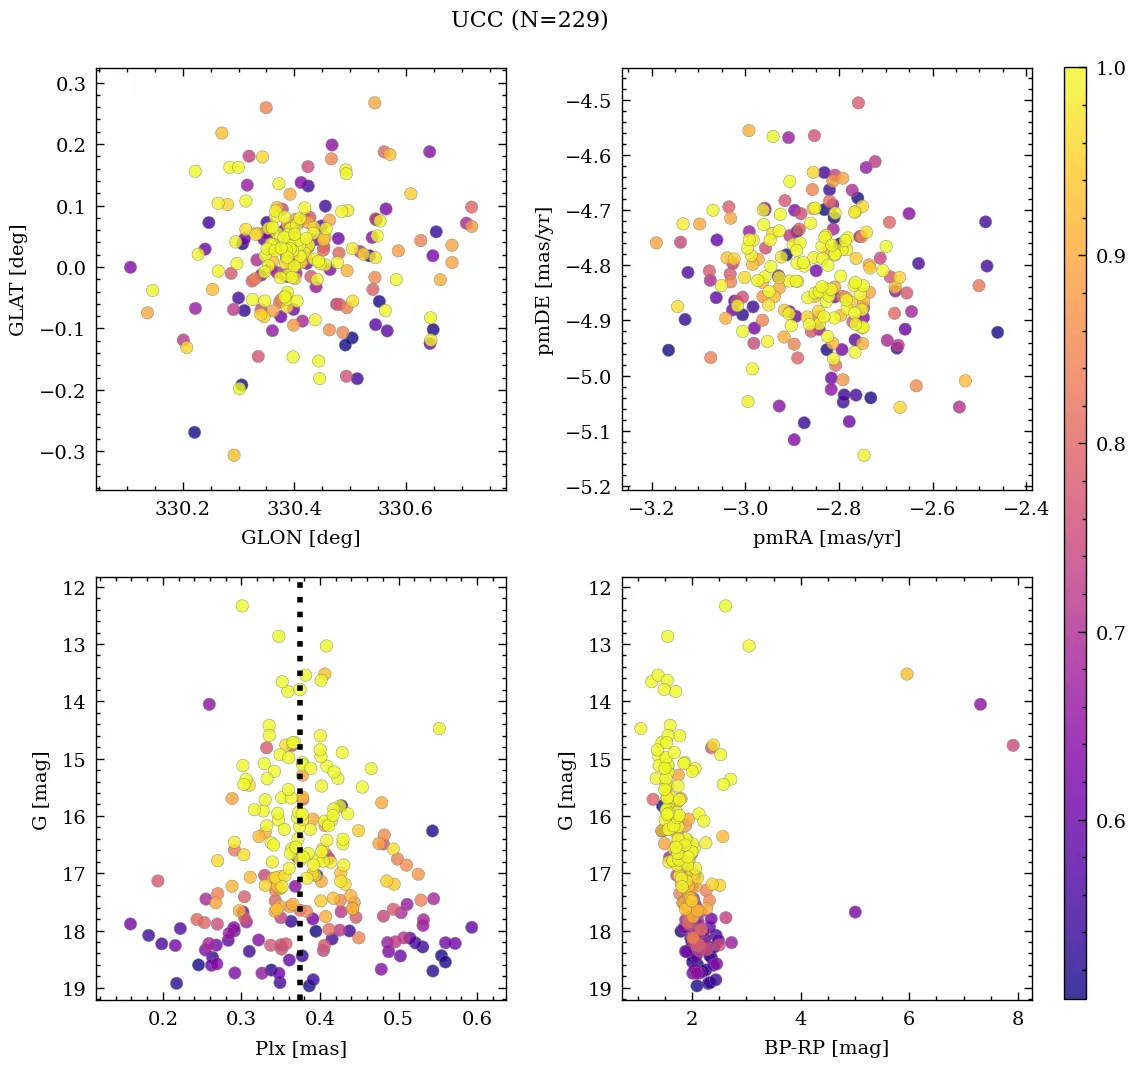 UCC (N=229)
0.3
0.2
0.1
0.0
−0.1
−0.2
−0.3
GLAT [deg]
330.2 330.4 330.6
GLON [deg]
−4.5
−4.6
−4.7
−4.8
−4.9
−5.0
−5.1
−5.2
pmDE [mas/yr]
−3.2 −3.0 −2.8 −2.6 −2.4
pmRA [mas/yr]
12
13
14
15
16
17
18
19
G [mag]
0.2 0.3 0.4 0.5 0.6
Plx [mas]
12
13
14
15
16
17
18
19
G [mag]
2 4 6 8
BP-RP [mag]
1.0
0.9
0.8
0.7
0.6